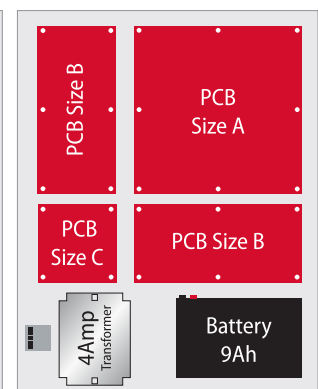 PCB Size B
PCB
Size A
PCB
Size C
PCB Size B
4Amp
Transformer
Battery
9Ah